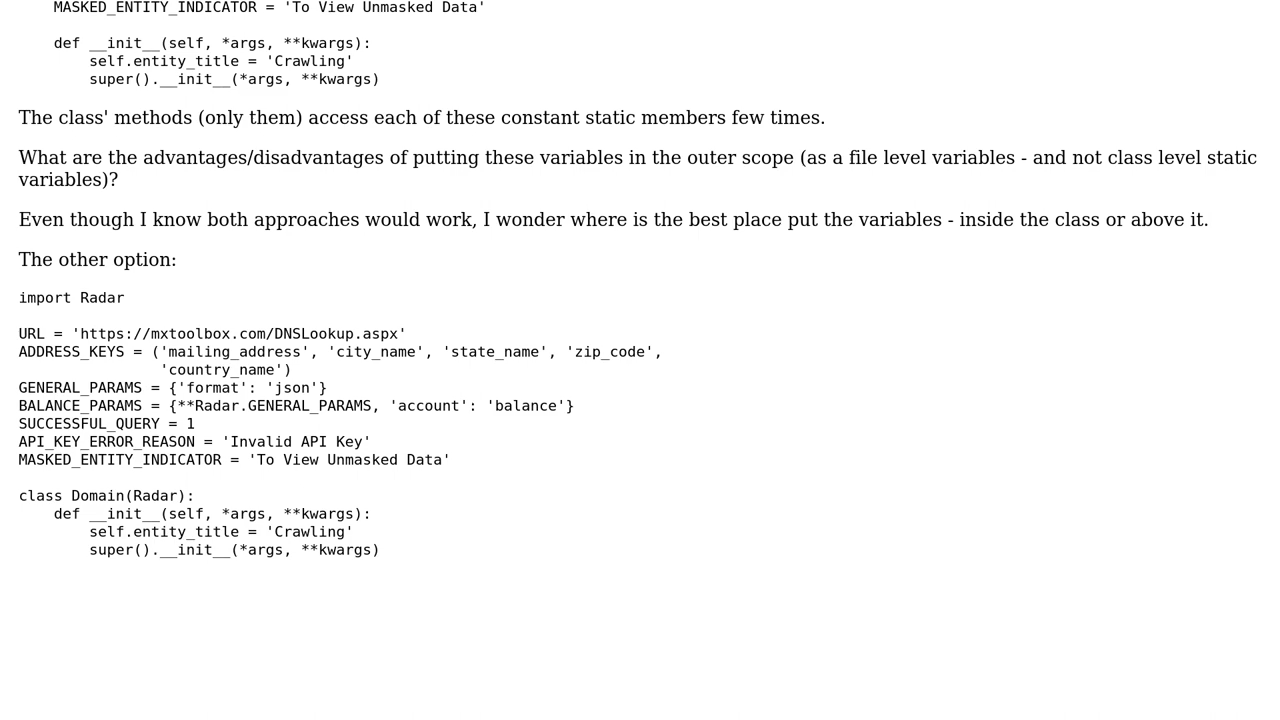 MASKED_ENTITY_INDICATOR = 'To View Unmasked Data'
def __init__(self, *args, **kwargs):
self.entity_title = 'Crawling'
super().__init__(*args, **kwargs)
The class' methods (only them) access each of these constant static members few times.
What are the advantages/disadvantages of putting these variables in the outer scope (as a file level variables - and not class level static
variables)?
Even though I know both approaches would work, I wonder where is the best place put the variables - inside the class or above it.
The other option:
import Radar
URL = 'https://mxtoolbox.com/DNSLookup.aspx'
ADDRESS_KEYS = ('mailing_address', 'city_name', 'state_name', 'zip_code',
'country_name')
GENERAL_PARAMS = {'format': 'json'}
BALANCE_PARAMS = {**Radar.GENERAL_PARAMS, 'account': 'balance'}
SUCCESSFUL_QUERY = 1
API_KEY_ERROR_REASON = 'Invalid API Key'
MASKED_ENTITY_INDICATOR = 'To View Unmasked Data'
class Domain(Radar):
def __init__(self, *args, **kwargs):
self.entity_title = 'Crawling'
super().__init__(*args, **kwargs)